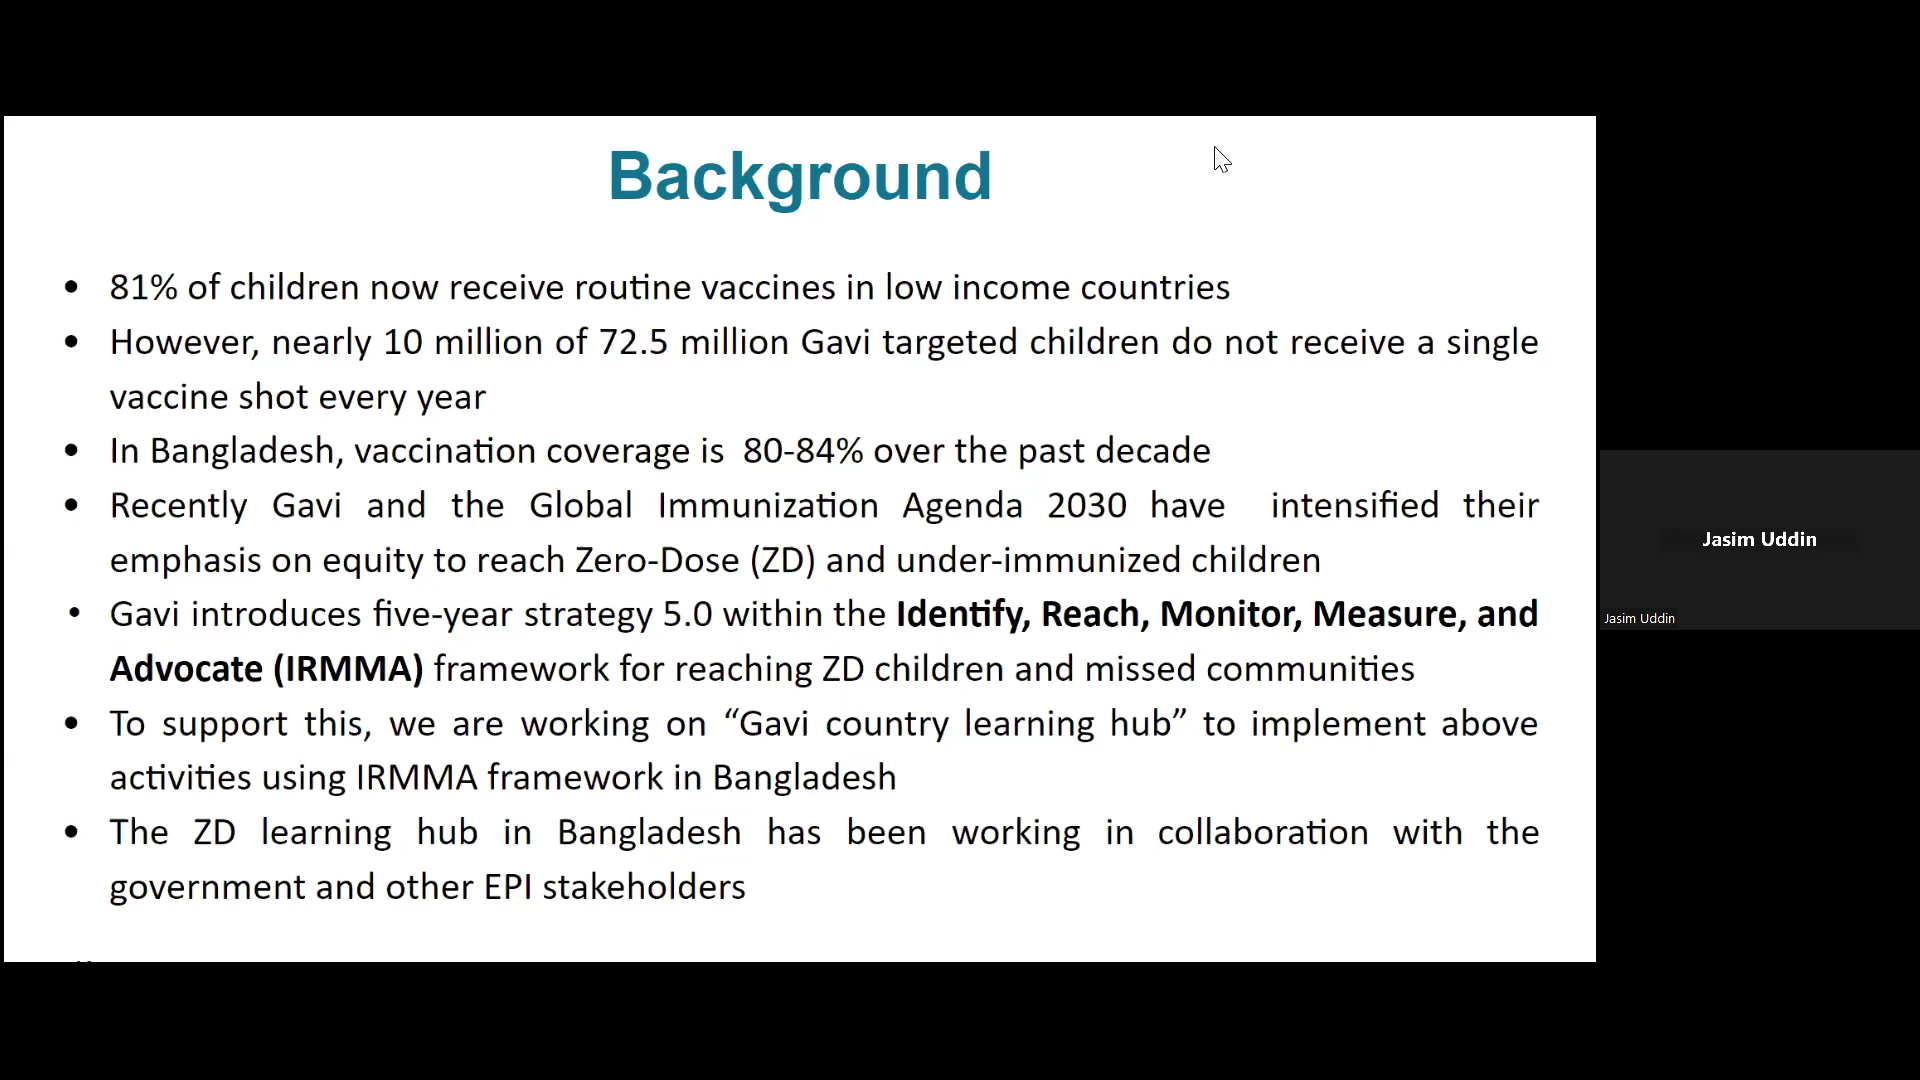 Background
• 81% of children now receive routine vaccines in low income countries
• However, nearly 10 million of 72.5 million Gavi targeted children do not receive a single
vaccine shot every year
• In Bangladesh, vaccination coverage is 80-84% over the past decade
• Recently Gavi and the Global Immunization Agenda 2030 have intensified their
emphasis on equity to reach Zero-Dose (ZD) and under-immunized children
• Gavi introduces five-year strategy 5.0 within the Identify, Reach, Monitor, Measure, and
Advocate (IRMMA) framework for reaching ZD children and missed communities
• To support this, we are working on “Gavi country learning hub” to implement above
activities using IRMMA framework in Bangladesh
• The ZD learning hub in Bangladesh has been working in collaboration with the
government and other EPI stakeholders
Jasim Uddin
Jasim Uddin